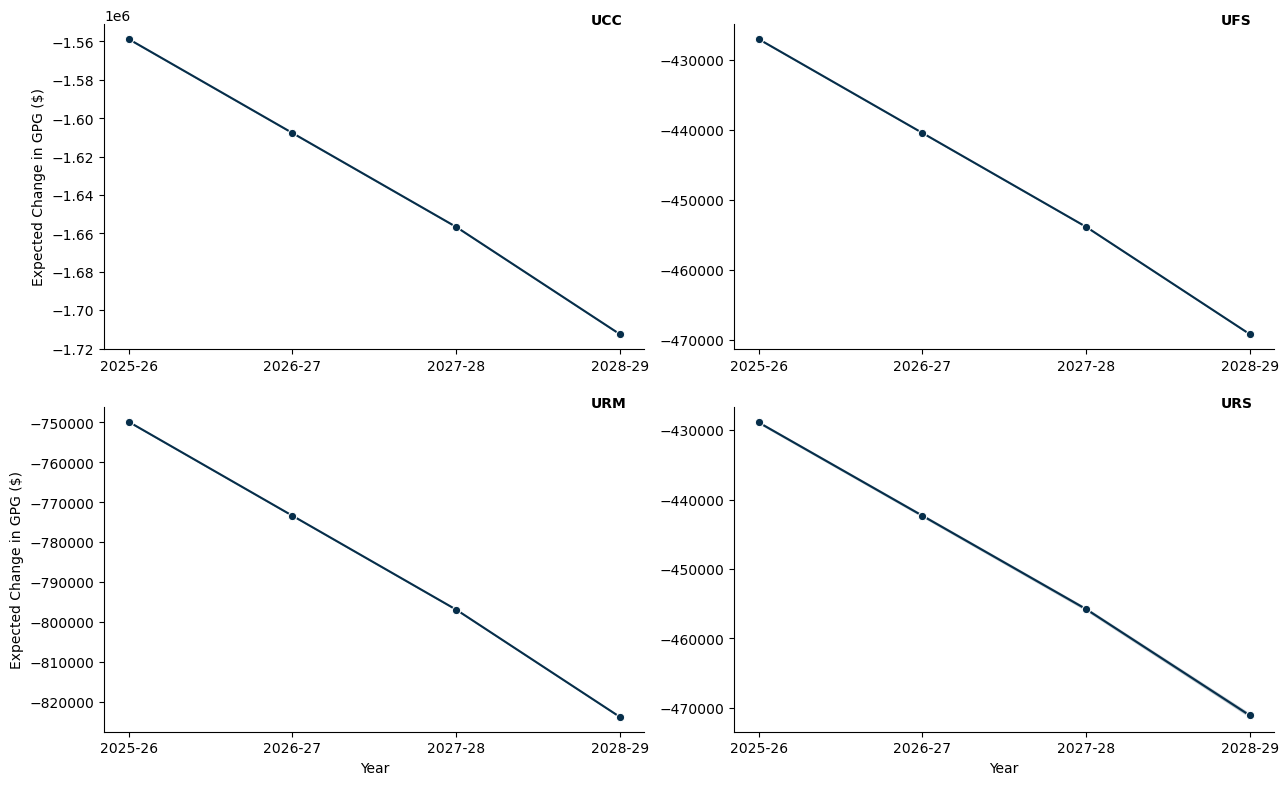 1e6
UCC
Expected Change in GPG ($)
−1.56
−1.58
−1.60
−1.62
−1.64
−1.66
−1.68
−1.70
−1.72
2025-26 2026-27 2027-28 2028-29
UFS
−430000
−440000
−450000
−460000
−470000
2025-26 2026-27 2027-28 2028-29
URM
Expected Change in GPG ($)
−750000
−760000
−770000
−780000
−790000
−800000
−810000
−820000
2025-26 2026-27 2027-28 2028-29
Year
URS
−430000
−440000
−450000
−460000
−470000
2025-26 2026-27 2027-28 2028-29
Year